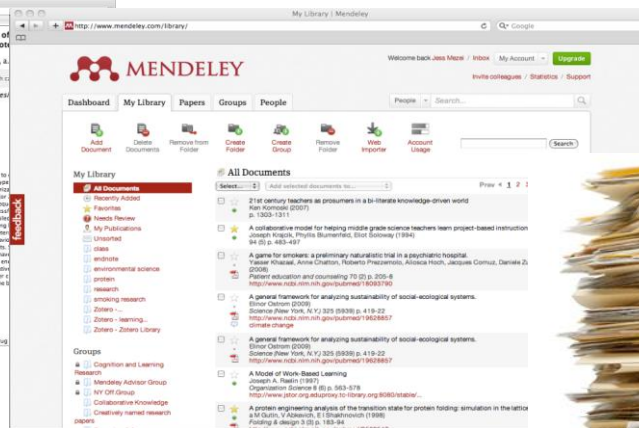 My Library | Mendeley
http://www.mendeley.com/library/
Google
MENDELEY
Welcome back Jess Mezei / Inbox My Account Upgrade
Invite colleagues / Statistics / Support
Dashboard My Library Papers Groups People
People Search...
Add Document
Delete Documents
Remove from Folder
Create Folder
Create Group
Remove Folder
Web Importer
Account Usage
Search
My Library
All Documents
Recently Added
Favorites
Needs Review
My Publications
Unsorted
class
endnote
environmental science
protein
research
smoking research
Zotero -...
Zotero - learning...
Zotero - Zotero Library
Groups
Cognition and Learning Research
Mendeley Advisor Group
NY Off Group
Collaborative Knowledge
Creatively named research papers
feedback
All Documents
Select... Add selected documents to... Prev 1 2
21st century teachers as prosumers in a bi-literate knowledge-driven world
Ken Komoski (2007)
p. 1303-1311
A collaborative model for helping middle grade science teachers learn project-based instruction
Joseph Krajcik, Phyllis Blumenfeld, Eliot Soloway (1994)
94 (5) p. 483-497
A game for smokers: a preliminary naturalistic trial in a psychiatric hospital.
Yasser Khazaal, Anne Chatton, Roberto Prezzemolo, Aliosca Hoch, Jacques Cornuz, Daniele
(2008)
Patient education and counseling 70 (2) p. 205-8
http://www.ncbi.nlm.nih.gov/pubmed/18093790
A general framework for analyzing sustainability of social-ecological systems.
Elinor Ostrom (2009)
Science (New York, N.Y.) 325 (5939) p. 419-22
http://www.ncbi.nlm.nih.gov/pubmed/19628857
climate change
A general framework for analyzing sustainability of social-ecological systems.
Elinor Ostrom (2009)
Science (New York, N.Y.) 325 (5939) p. 419-22
http://www.ncbi.nlm.nih.gov/pubmed/19628857
A Model of Work-Based Learning
Joseph A. Raelin (1997)
Organization Science 8 (6) p. 563-578
http://www.jstor.org.eduproxy.tc-library.org:8080/stable/...
A protein engineering analysis of the transition state for protein folding: simulation in the lattice
a M Gutin, V Abkevich, E I Shakhnovich (1998)
Folding & design 3 (3) p. 183-94